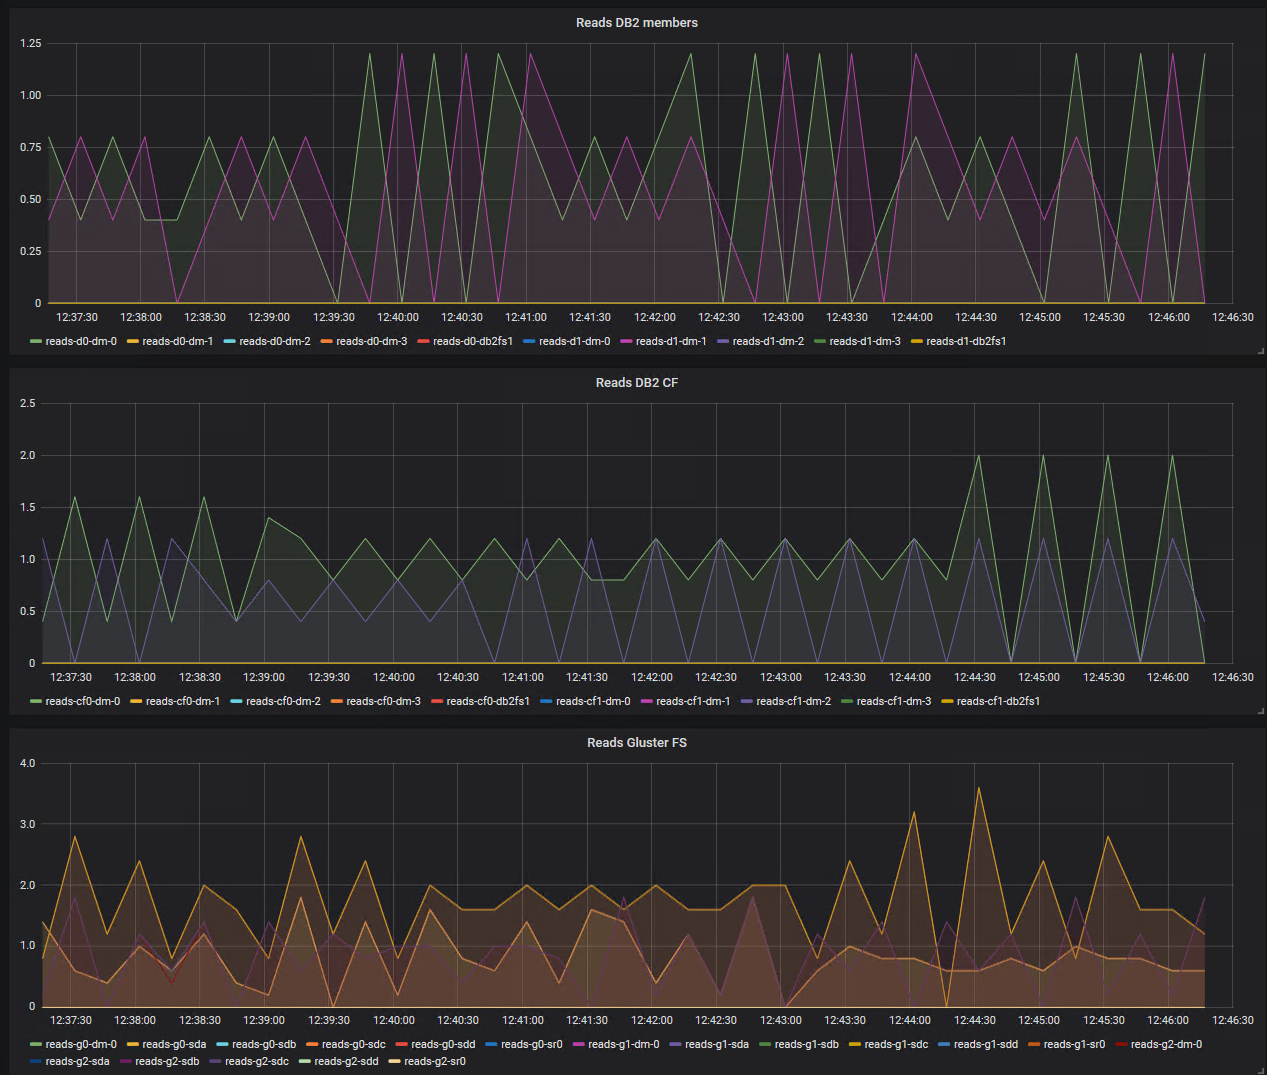 Reads DB2 members
1.25
1.00
0.75
0.50
0.25
0
12:37:30 12:38:00 12:38:30 12:39:00 12:39:30 12:40:00 12:40:30 12:41:00 12:41:30 12:42:00 12:42:30 12:43:00 12:43:30 12:44:00 12:44:30 12:45:00 12:45:30 12:46:00 12:46:30
reads-d0-dm-0 reads-d0-dm-1 reads-d0-dm-2 reads-d0-dm-3 reads-d0-db2fs1 reads-d1-dm-0 reads-d1-dm-1 reads-d1-dm-2 reads-d1-dm-3 reads-d1-db2fs1
Reads DB2 CF
2.5
2.0
1.5
1.0
0.5
0
12:37:30 12:38:00 12:38:30 12:39:00 12:39:30 12:40:00 12:40:30 12:41:00 12:41:30 12:42:00 12:42:30 12:43:00 12:43:30 12:44:00 12:44:30 12:45:00 12:45:30 12:46:00 12:46:30
reads-cf0-dm-0 reads-cf0-dm-1 reads-cf0-dm-2 reads-cf0-dm-3 reads-cf0-db2fs1 reads-cf1-dm-0 reads-cf1-dm-1 reads-cf1-dm-2 reads-cf1-dm-3 reads-cf1-db2fs1
Reads Gluster FS
4.0
3.0
2.0
1.0
0
12:37:30 12:38:00 12:38:30 12:39:00 12:39:30 12:40:00 12:40:30 12:41:00 12:41:30 12:42:00 12:42:30 12:43:00 12:43:30 12:44:00 12:44:30 12:45:00 12:45:30 12:46:00 12:46:30
reads-g0-dm-0 reads-g0-sda reads-g0-sdb reads-g0-sdc reads-g0-sdd reads-g0-sr0 reads-g1-dm-0 reads-g1-sda reads-g1-sdb reads-g1-sdc reads-g1-sdd reads-g1-sr0 reads-g2-dm-0
reads-g2-sda reads-g2-sdb reads-g2-sdc reads-g2-sdd reads-g2-sr0